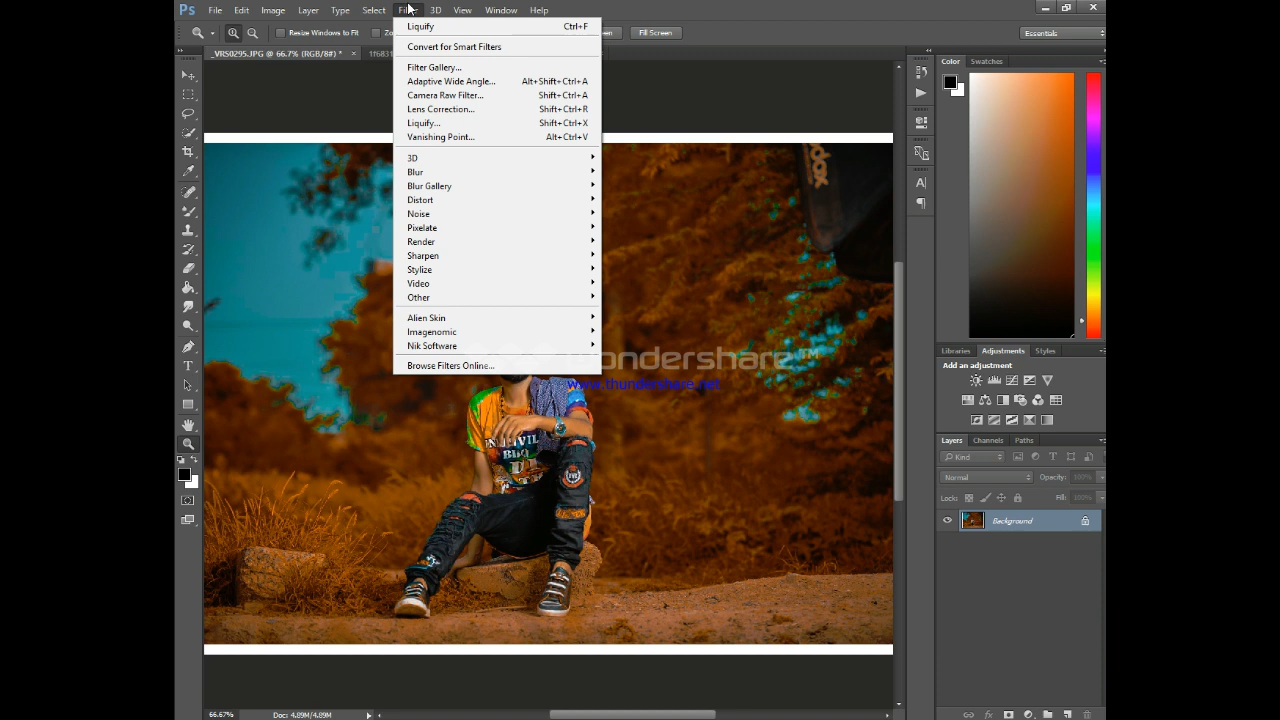 Ps File Edit Image Layer Type Select Filter 3D View Window Help
Resize Windows to Fit
Fill Screen
Essentials
_VRS0295.JPG @ 66.7% (RGB/8#) * ×
Liquify Ctrl+F
Convert for Smart Filters
Filter Gallery...
Adaptive Wide Angle... Alt+Shift+Ctrl+A
Camera Raw Filter... Shift+Ctrl+A
Lens Correction... Shift+Ctrl+R
Liquify... Shift+Ctrl+X
Vanishing Point... Alt+Ctrl+V
3D
Blur
Blur Gallery
Distort
Noise
Pixelate
Render
Sharpen
Stylize
Video
Other
Alien Skin
Imagenomic
Nik Software
Browse Filters Online...
wondershare™
www.thundershare.net
Color Swatches
Libraries Adjustments Styles
Add an adjustment
Layers Channels Paths
Kind
Normal Opacity: 100%
Lock: Fill: 100%
Background
66.67% Doc: 4.89M/4.89M